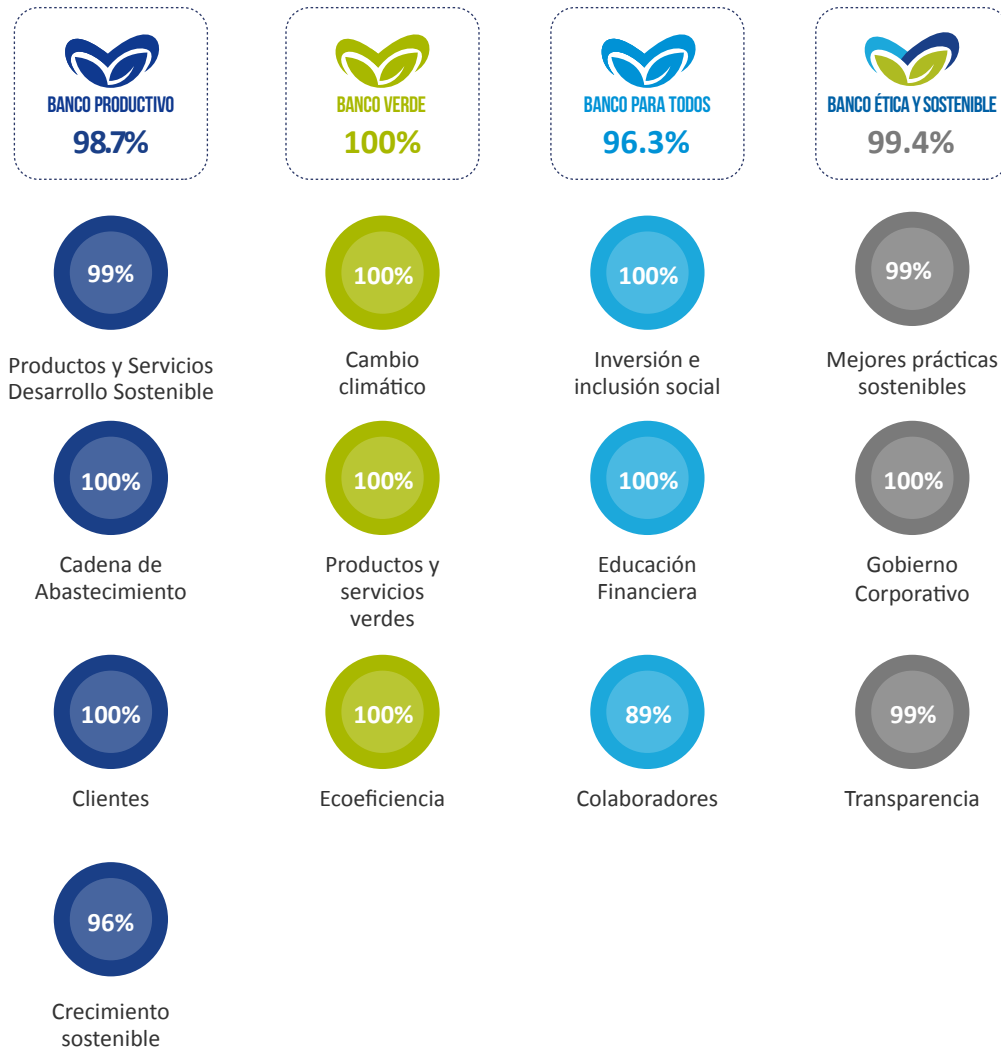 BANCO PRODUCTIVO
98.7%
BANCO VERDE
100%
BANCO PARA TODOS
96.3%
BANCO ÉTICA Y SOSTENIBLE
99.4%
99%
Productos y Servicios
Desarrollo Sostenible
100%
Cambio
climático
100%
Inversión e
inclusión social
99%
Mejores prácticas
sostenibles
100%
Cadena de
Abastecimiento
100%
Productos y
servicios
verdes
100%
Educación
Financiera
100%
Gobierno
Corporativo
100%
Clientes
100%
Ecoeficiencia
89%
Colaboradores
99%
Transparencia
96%
Crecimiento
sostenible